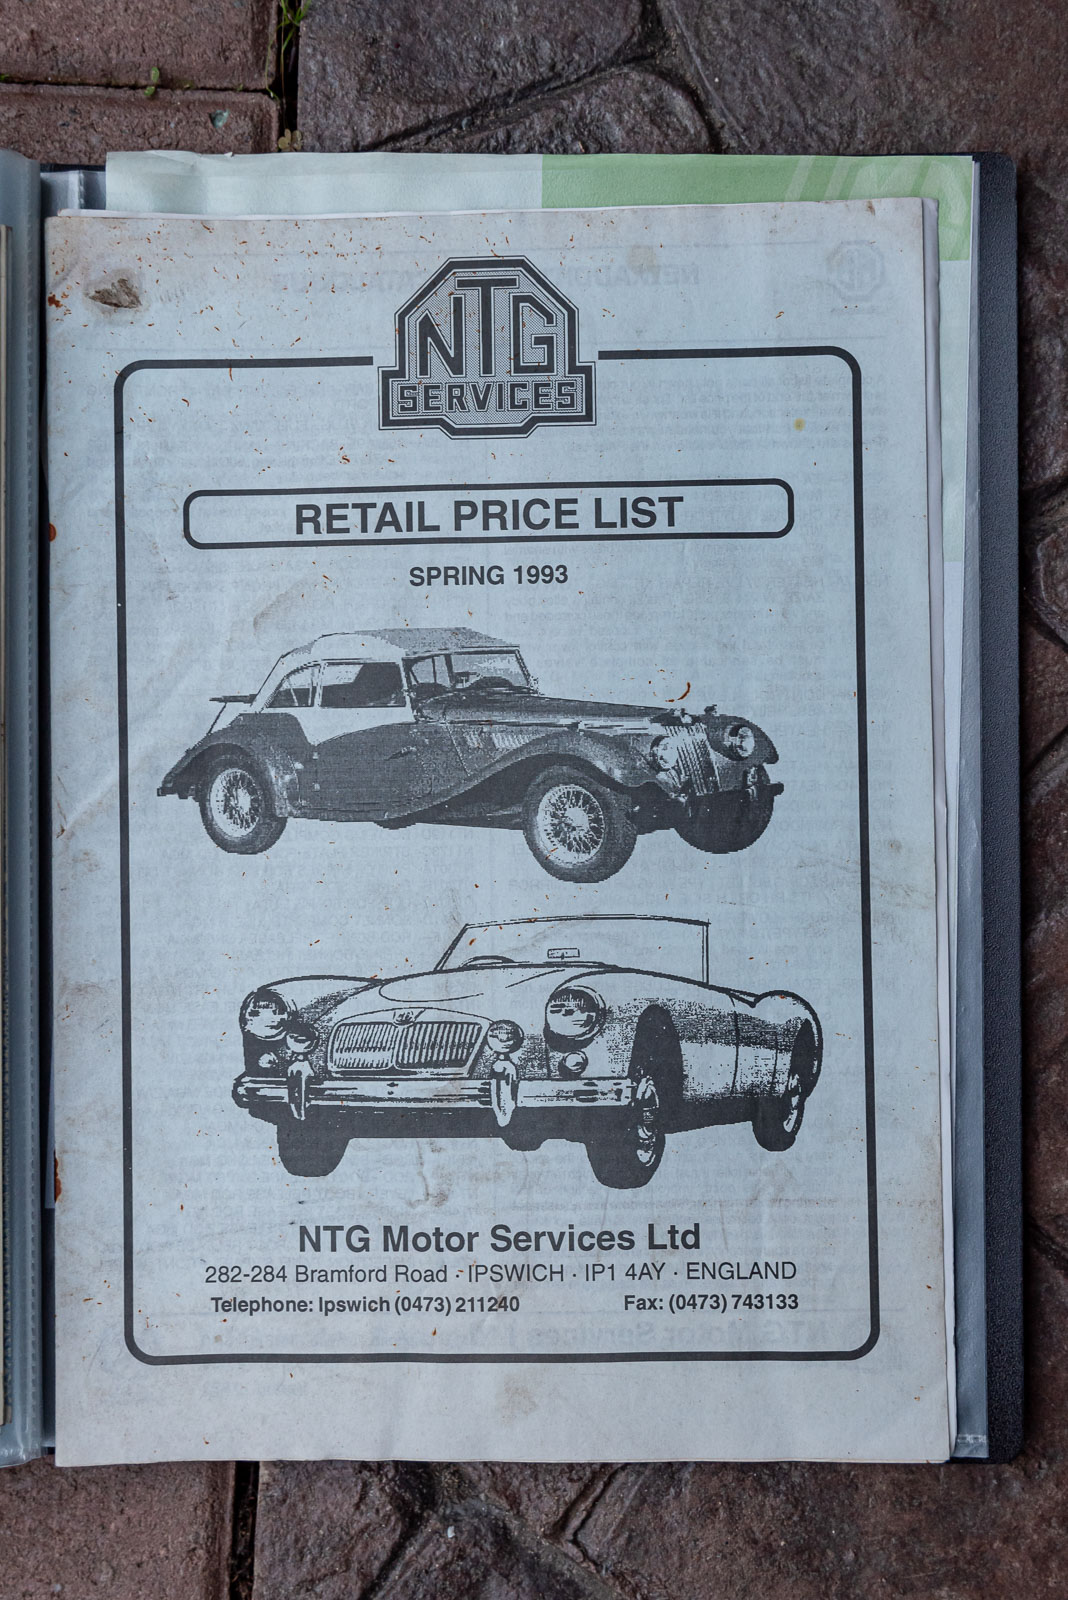 NTG
SERVICES
RETAIL PRICE LIST
SPRING 1993
NTG Motor Services Ltd
282-284 Bramford Road · IPSWICH · IP1 4AY · ENGLAND
Telephone: Ipswich (0473) 211240 Fax: (0473) 743133